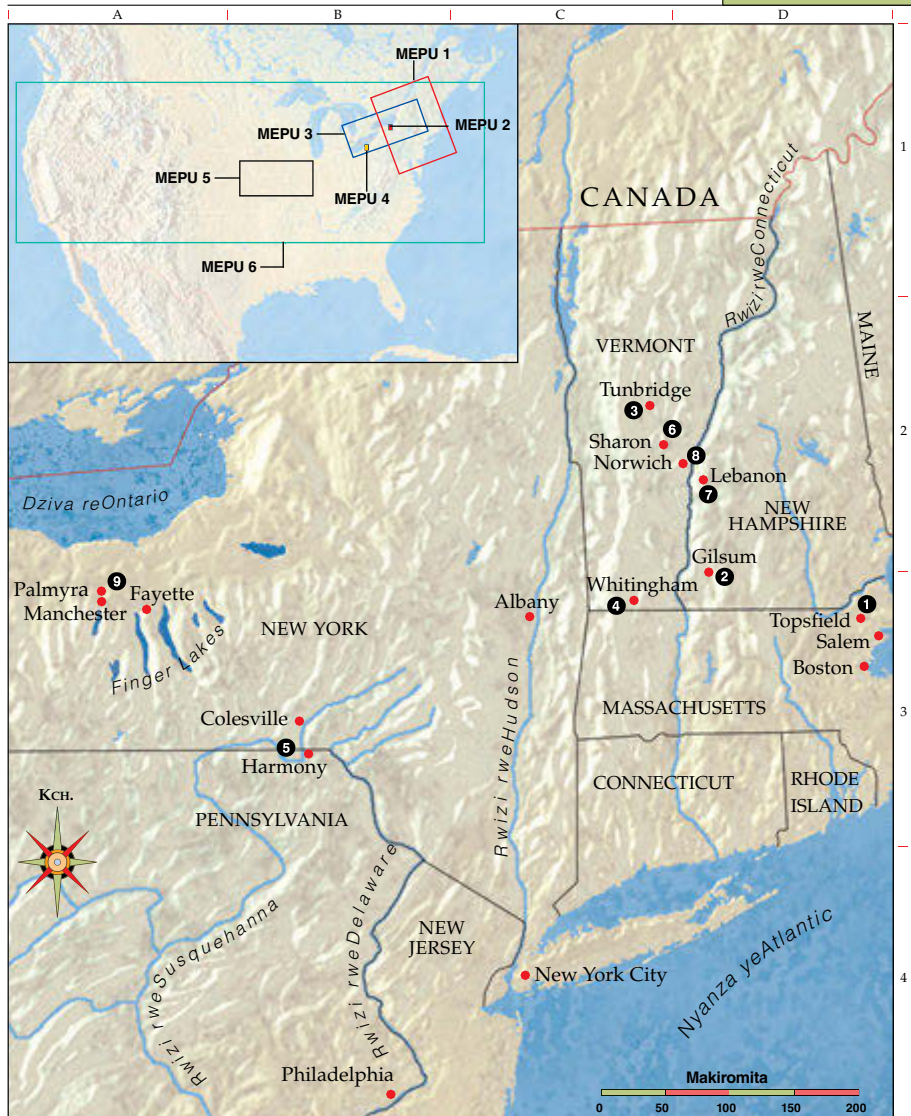 A B C D
MEPU 1
MEPU 2
MEPU 3
MEPU 4
MEPU 5
MEPU 6
1
CANADA
Rwizi rweConnecticut
MAINE
VERMONT
Tunbridge
3
6
2
Sharon
8
Norwich
Lebanon
7
Dziva reOntario
NEW
HAMPSHIRE
Gilsum
2
9
Palmyra
Fayette
Manchester
Whitingham
4
1
Albany
Topsfield
NEW YORK
Salem
Finger Lakes
Boston
3
Colesville
MASSACHUSETTS
5
Harmony
Rwizi rweHudson
CONNECTICUT
RHODE
ISLAND
KCH.
PENNSYLVANIA
Rwizi rweDelaware
Rwizi rweSusquehanna
NEW
JERSEY
New York City
Nyanza yeAtlantic
4
Philadelphia
Makiromita
0 50 100 150 200